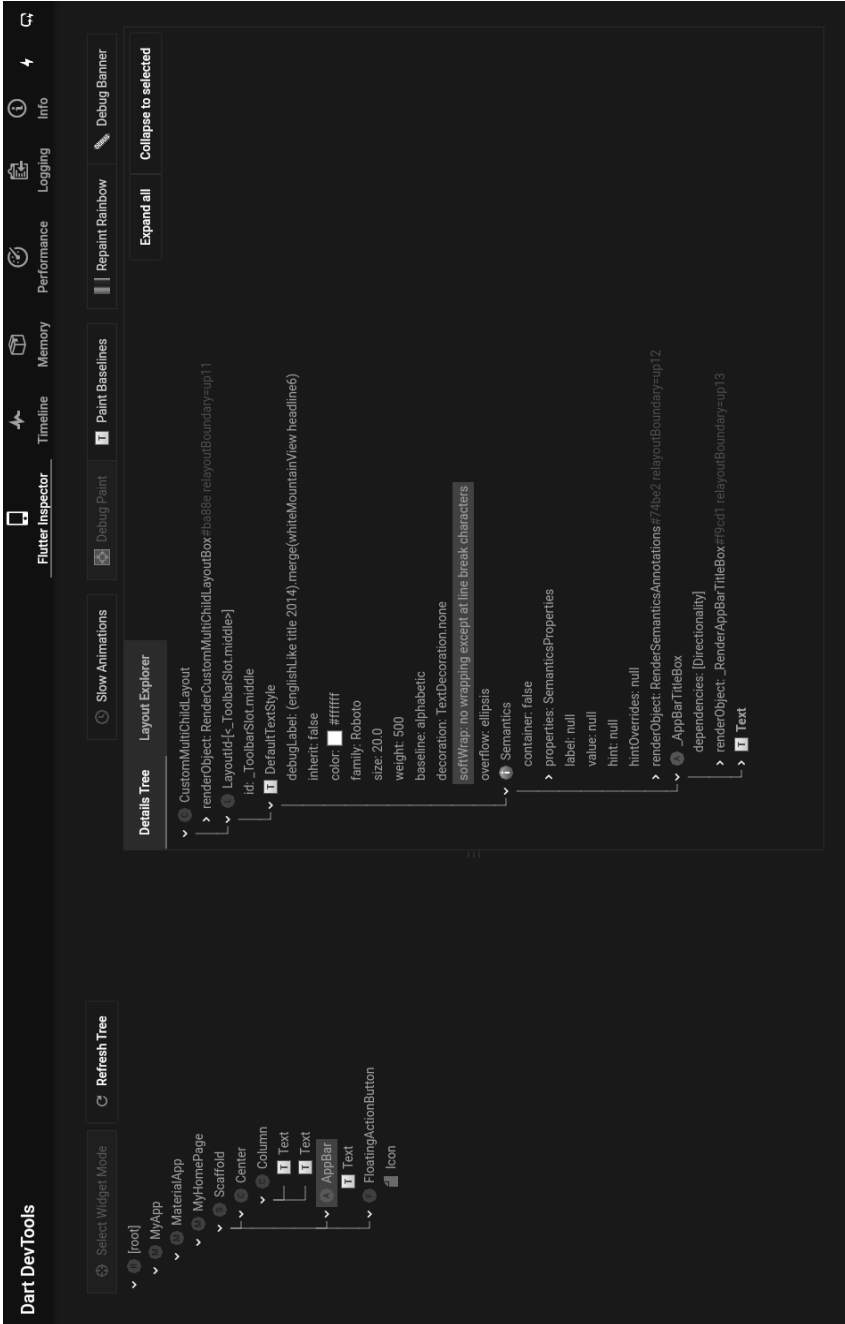 Dart DevTools
Flutter Inspector
Timeline
Memory
Performance
Logging
Info
Select Widget Mode
Refresh Tree
Slow Animations
Debug Paint
Paint Baselines
Repaint Rainbow
Debug Banner
[root]
MyApp
MaterialApp
MyHomePage
Scaffold
Center
Column
Text
Text
AppBar
Text
FloatingActionButton
Icon
Details Tree
Layout Explorer
Expand all
Collapse to selected
CustomMultiChildLayout
renderObject: RenderCustomMultiChildLayoutBox#ba88e relayoutBoundary=up11
LayoutId-[<_ToolbarSlot.middle>]
id: _ToolbarSlot.middle
DefaultTextStyle
debugLabel: (englishLike title 2014).merge(whiteMountainView headline6)
inherit: false
color: #ffffff
family: Roboto
size: 20.0
weight: 500
baseline: alphabetic
decoration: TextDecoration.none
softWrap: no wrapping except at line break characters
overflow: ellipsis
Semantics
container: false
properties: SemanticsProperties
label: null
value: null
hint: null
hintOverrides: null
renderObject: RenderSemanticsAnnotations#74be2 relayoutBoundary=up12
_AppBarTitleBox
dependencies: [Directionality]
renderObject: _RenderAppBarTitleBox#f9cd1 relayoutBoundary=up13
Text